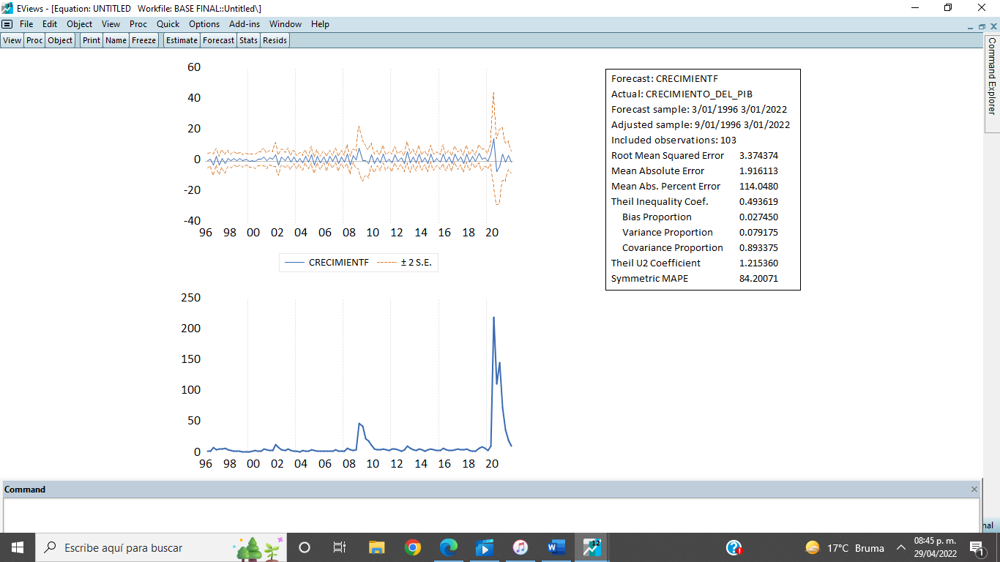 EViews - [Equation: UNTITLED   Workfile: BASE FINAL::Untitled\]
File Edit Object View Proc Quick Options Add-ins Window Help
View Proc Object Print Name Freeze Estimate Forecast Stats Resids
Command Explorer
60
40
20
0
-20
-40
96 98 00 02 04 06 08 10 12 14 16 18 20
CRECIMIENTF ± 2 S.E.
250
200
150
100
50
0
96 98 00 02 04 06 08 10 12 14 16 18 20
Forecast: CRECIMIENTF
Actual: CRECIMIENTO_DEL_PIB
Forecast sample: 3/01/1996 3/01/2022
Adjusted sample: 9/01/1996 3/01/2022
Included observations: 103
Root Mean Squared Error 3.374374
Mean Absolute Error 1.916113
Mean Abs. Percent Error 114.0480
Theil Inequality Coef. 0.493619
Bias Proportion 0.027450
Variance Proportion 0.079175
Covariance Proportion 0.893375
Theil U2 Coefficient 1.215360
Symmetric MAPE 84.20071
Command
nal
Escribe aquí para buscar
12
17°C Bruma
08:45 p. m.
29/04/2022
1